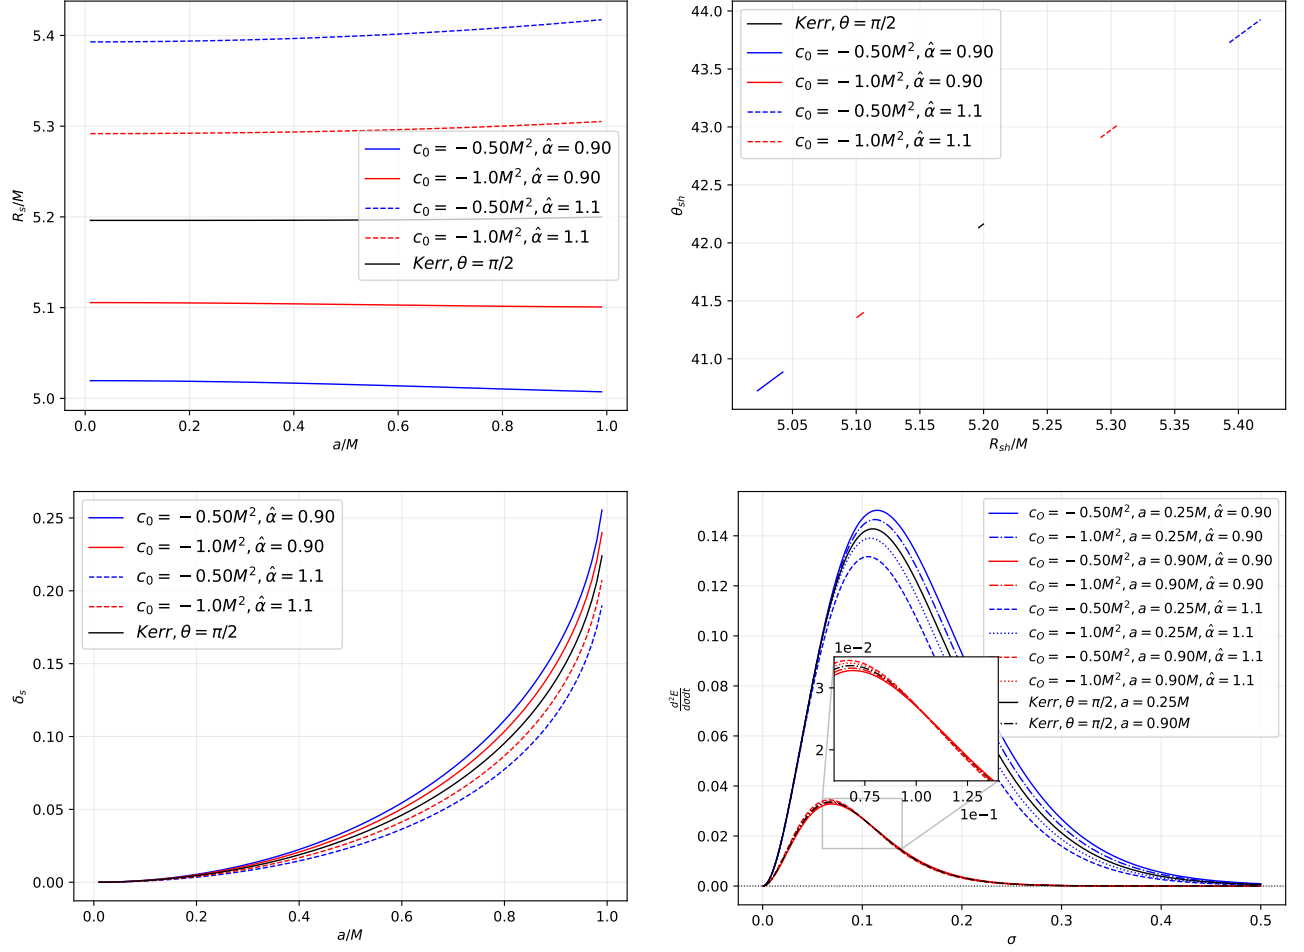 5.4
5.3
5.2
5.1
5.0
R_s/M
0.0 0.2 0.4 0.6 0.8 1.0
a/M
c_0 = −0.50M^2, α̂ = 0.90
c_0 = −1.0M^2, α̂ = 0.90
c_0 = −0.50M^2, α̂ = 1.1
c_0 = −1.0M^2, α̂ = 1.1
Kerr, θ = π/2
44.0
43.5
43.0
42.5
42.0
41.5
41.0
θ_sh
5.05 5.10 5.15 5.20 5.25 5.30 5.35 5.40
R_sh/M
Kerr, θ = π/2
c_0 = −0.50M^2, α̂ = 0.90
c_0 = −1.0M^2, α̂ = 0.90
c_0 = −0.50M^2, α̂ = 1.1
c_0 = −1.0M^2, α̂ = 1.1
0.25
0.20
0.15
0.10
0.05
0.00
δ_s
0.0 0.2 0.4 0.6 0.8 1.0
a/M
c_0 = −0.50M^2, α̂ = 0.90
c_0 = −1.0M^2, α̂ = 0.90
c_0 = −0.50M^2, α̂ = 1.1
c_0 = −1.0M^2, α̂ = 1.1
Kerr, θ = π/2
0.14
0.12
0.10
0.08
0.06
0.04
0.02
0.00
d^2E/dσdt
0.0 0.1 0.2 0.3 0.4 0.5
σ
c_O = −0.50M^2, a = 0.25M, α̂ = 0.90
c_O = −1.0M^2, a = 0.25M, α̂ = 0.90
c_O = −0.50M^2, a = 0.90M, α̂ = 0.90
c_O = −1.0M^2, a = 0.90M, α̂ = 0.90
c_O = −0.50M^2, a = 0.25M, α̂ = 1.1
c_O = −1.0M^2, a = 0.25M, α̂ = 1.1
c_O = −0.50M^2, a = 0.90M, α̂ = 1.1
c_O = −1.0M^2, a = 0.90M, α̂ = 1.1
Kerr, θ = π/2, a = 0.25M
Kerr, θ = π/2, a = 0.90M
1e−2
3
2
0.75 1.00 1.25
1e−1